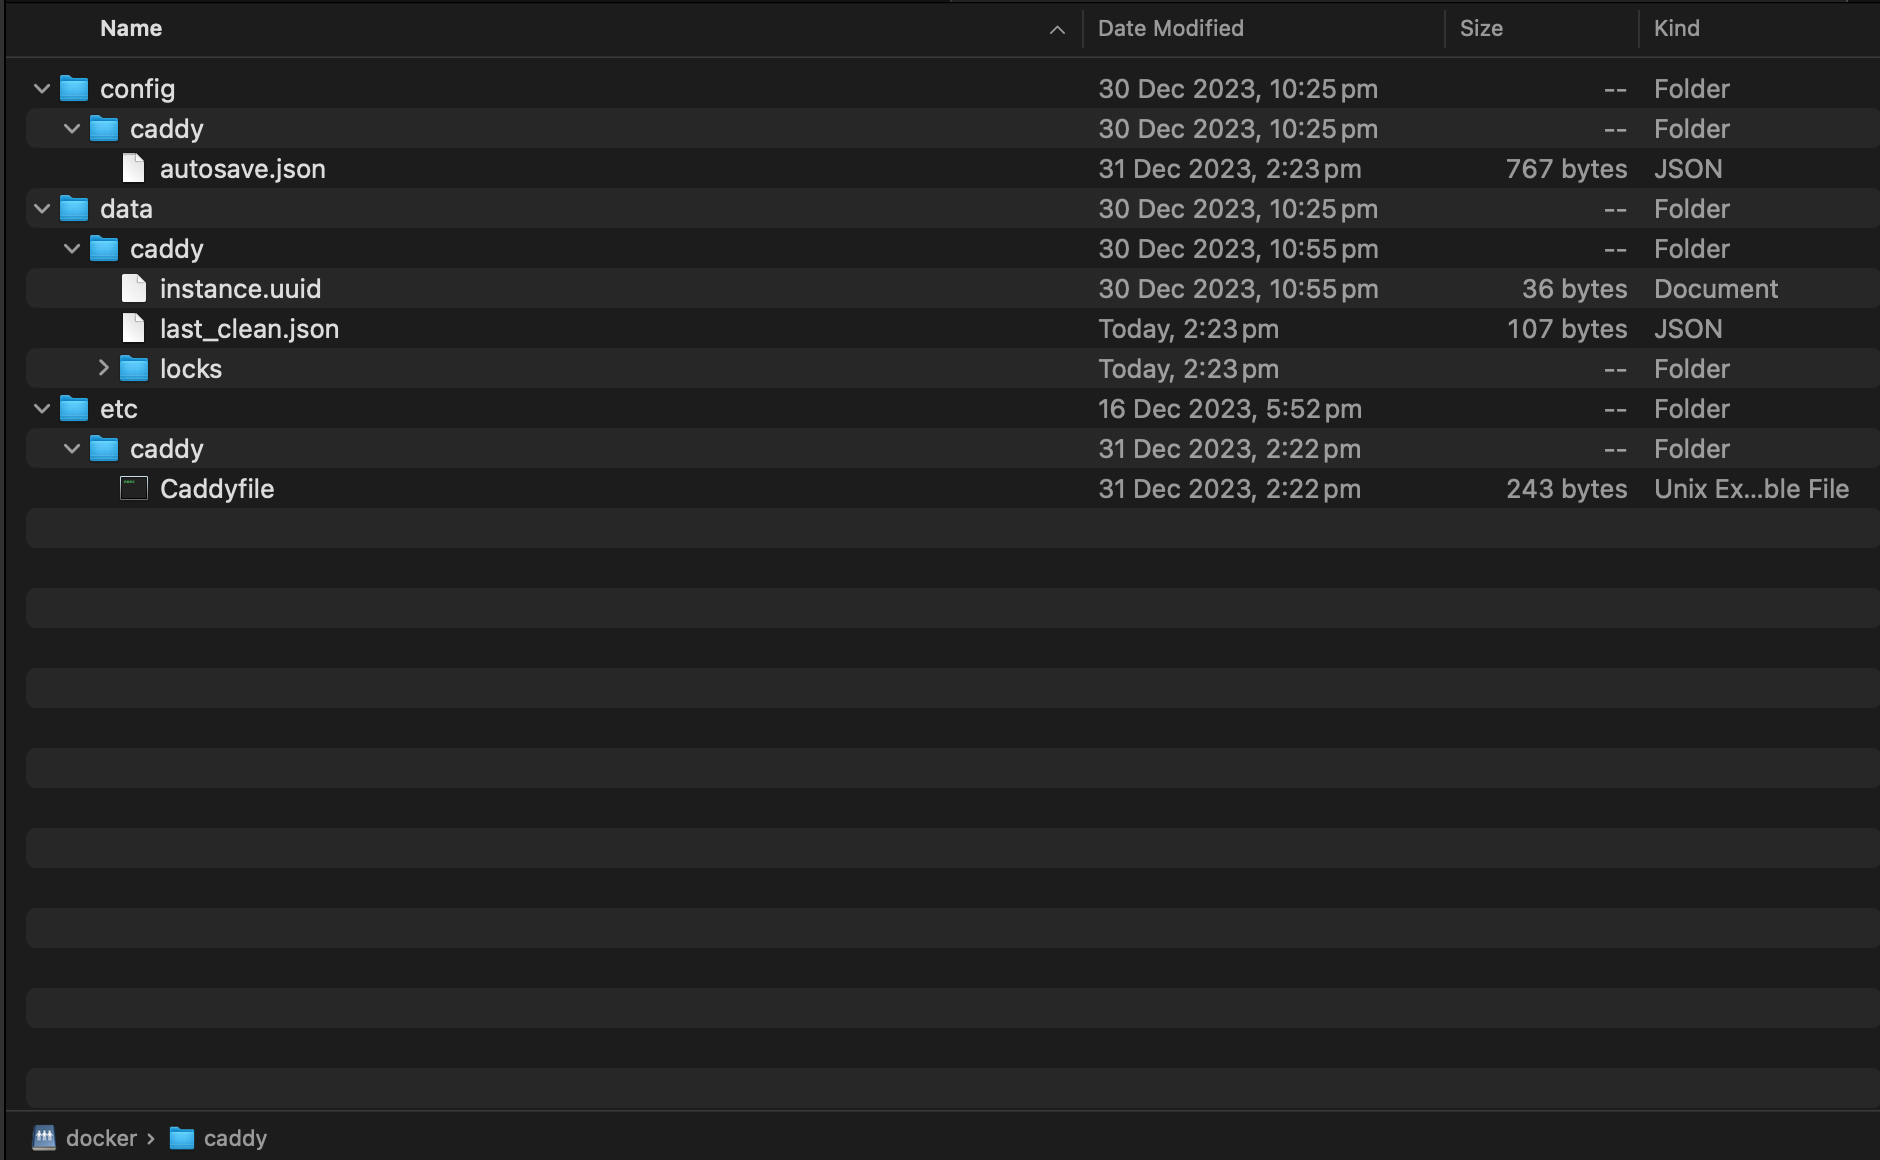 Name Date Modified Size Kind
config 30 Dec 2023, 10:25 pm -- Folder
caddy 30 Dec 2023, 10:25 pm -- Folder
autosave.json 31 Dec 2023, 2:23 pm 767 bytes JSON
data 30 Dec 2023, 10:25 pm -- Folder
caddy 30 Dec 2023, 10:55 pm -- Folder
instance.uuid 30 Dec 2023, 10:55 pm 36 bytes Document
last_clean.json Today, 2:23 pm 107 bytes JSON
locks Today, 2:23 pm -- Folder
etc 16 Dec 2023, 5:52 pm -- Folder
caddy 31 Dec 2023, 2:22 pm -- Folder
Caddyfile 31 Dec 2023, 2:22 pm 243 bytes Unix Ex...ble File
docker › caddy